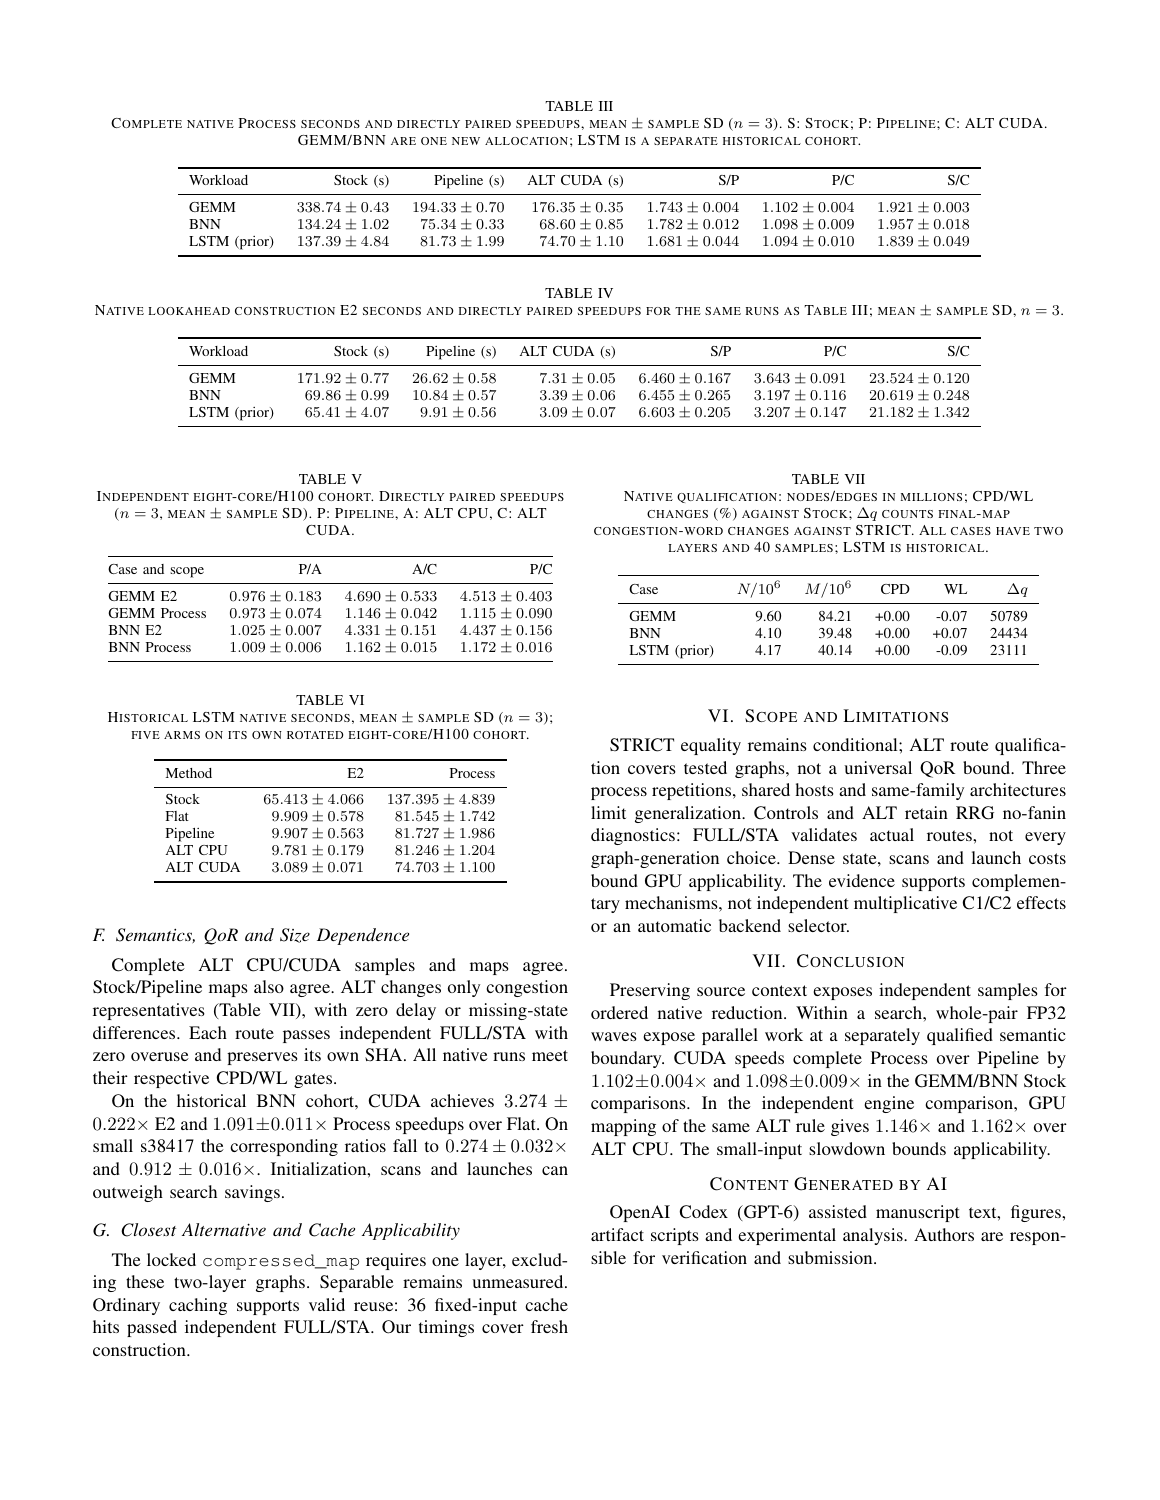 TABLE III
COMPLETE NATIVE PROCESS SECONDS AND DIRECTLY PAIRED SPEEDUPS, MEAN ± SAMPLE SD (n = 3). S: STOCK; P: PIPELINE; C: ALT CUDA.
GEMM/BNN ARE ONE NEW ALLOCATION; LSTM IS A SEPARATE HISTORICAL COHORT.
Workload Stock (s) Pipeline (s) ALT CUDA (s) S/P P/C S/C
GEMM 338.74 ± 0.43 194.33 ± 0.70 176.35 ± 0.35 1.743 ± 0.004 1.102 ± 0.004 1.921 ± 0.003
BNN 134.24 ± 1.02 75.34 ± 0.33 68.60 ± 0.85 1.782 ± 0.012 1.098 ± 0.009 1.957 ± 0.018
LSTM (prior) 137.39 ± 4.84 81.73 ± 1.99 74.70 ± 1.10 1.681 ± 0.044 1.094 ± 0.010 1.839 ± 0.049
TABLE IV
NATIVE LOOKAHEAD CONSTRUCTION E2 SECONDS AND DIRECTLY PAIRED SPEEDUPS FOR THE SAME RUNS AS TABLE III; MEAN ± SAMPLE SD, n = 3.
Workload Stock (s) Pipeline (s) ALT CUDA (s) S/P P/C S/C
GEMM 171.92 ± 0.77 26.62 ± 0.58 7.31 ± 0.05 6.460 ± 0.167 3.643 ± 0.091 23.524 ± 0.120
BNN 69.86 ± 0.99 10.84 ± 0.57 3.39 ± 0.06 6.455 ± 0.265 3.197 ± 0.116 20.619 ± 0.248
LSTM (prior) 65.41 ± 4.07 9.91 ± 0.56 3.09 ± 0.07 6.603 ± 0.205 3.207 ± 0.147 21.182 ± 1.342
TABLE V
INDEPENDENT EIGHT-CORE/H100 COHORT. DIRECTLY PAIRED SPEEDUPS
(n = 3, MEAN ± SAMPLE SD). P: PIPELINE, A: ALT CPU, C: ALT
CUDA.
Case and scope P/A A/C P/C
GEMM E2 0.976 ± 0.183 4.690 ± 0.533 4.513 ± 0.403
GEMM Process 0.973 ± 0.074 1.146 ± 0.042 1.115 ± 0.090
BNN E2 1.025 ± 0.007 4.331 ± 0.151 4.437 ± 0.156
BNN Process 1.009 ± 0.006 1.162 ± 0.015 1.172 ± 0.016
TABLE VI
HISTORICAL LSTM NATIVE SECONDS, MEAN ± SAMPLE SD (n = 3);
FIVE ARMS ON ITS OWN ROTATED EIGHT-CORE/H100 COHORT.
Method E2 Process
Stock 65.413 ± 4.066 137.395 ± 4.839
Flat 9.909 ± 0.578 81.545 ± 1.742
Pipeline 9.907 ± 0.563 81.727 ± 1.986
ALT CPU 9.781 ± 0.179 81.246 ± 1.204
ALT CUDA 3.089 ± 0.071 74.703 ± 1.100
F. Semantics, QoR and Size Dependence
Complete ALT CPU/CUDA samples and maps agree.
Stock/Pipeline maps also agree. ALT changes only congestion
representatives (Table VII), with zero delay or missing-state
differences. Each route passes independent FULL/STA with
zero overuse and preserves its own SHA. All native runs meet
their respective CPD/WL gates.
On the historical BNN cohort, CUDA achieves 3.274 ±
0.222× E2 and 1.091±0.011× Process speedups over Flat. On
small s38417 the corresponding ratios fall to 0.274 ± 0.032×
and 0.912 ± 0.016×. Initialization, scans and launches can
outweigh search savings.
G. Closest Alternative and Cache Applicability
The locked compressed_map requires one layer, exclud-
ing these two-layer graphs. Separable remains unmeasured.
Ordinary caching supports valid reuse: 36 fixed-input cache
hits passed independent FULL/STA. Our timings cover fresh
construction.
TABLE VII
NATIVE QUALIFICATION: NODES/EDGES IN MILLIONS; CPD/WL
CHANGES (%) AGAINST STOCK; Δq COUNTS FINAL-MAP
CONGESTION-WORD CHANGES AGAINST STRICT. ALL CASES HAVE TWO
LAYERS AND 40 SAMPLES; LSTM IS HISTORICAL.
Case N/10⁶ M/10⁶ CPD WL Δq
GEMM 9.60 84.21 +0.00 -0.07 50789
BNN 4.10 39.48 +0.00 +0.07 24434
LSTM (prior) 4.17 40.14 +0.00 -0.09 23111
VI. SCOPE AND LIMITATIONS
STRICT equality remains conditional; ALT route qualifica-
tion covers tested graphs, not a universal QoR bound. Three
process repetitions, shared hosts and same-family architectures
limit generalization. Controls and ALT retain RRG no-fanin
diagnostics: FULL/STA validates actual routes, not every
graph-generation choice. Dense state, scans and launch costs
bound GPU applicability. The evidence supports complemen-
tary mechanisms, not independent multiplicative C1/C2 effects
or an automatic backend selector.
VII. CONCLUSION
Preserving source context exposes independent samples for
ordered native reduction. Within a search, whole-pair FP32
waves expose parallel work at a separately qualified semantic
boundary. CUDA speeds complete Process over Pipeline by
1.102±0.004× and 1.098±0.009× in the GEMM/BNN Stock
comparisons. In the independent engine comparison, GPU
mapping of the same ALT rule gives 1.146× and 1.162× over
ALT CPU. The small-input slowdown bounds applicability.
CONTENT GENERATED BY AI
OpenAI Codex (GPT-6) assisted manuscript text, figures,
artifact scripts and experimental analysis. Authors are respon-
sible for verification and submission.